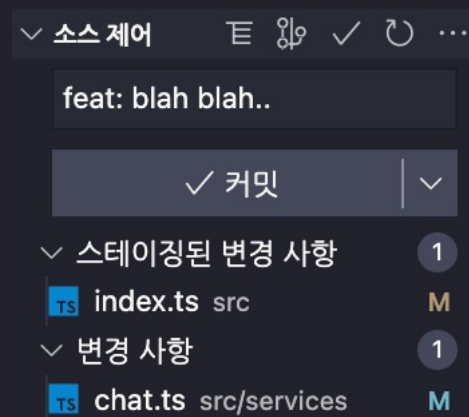 소스 제어
feat: blah blah..
커밋
스테이징된 변경 사항 1
TS index.ts src M
변경 사항 1
TS chat.ts src/services M